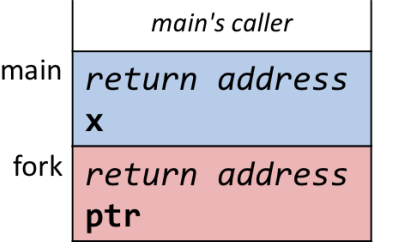 main's caller
main
return address
x
fork
return address
ptr